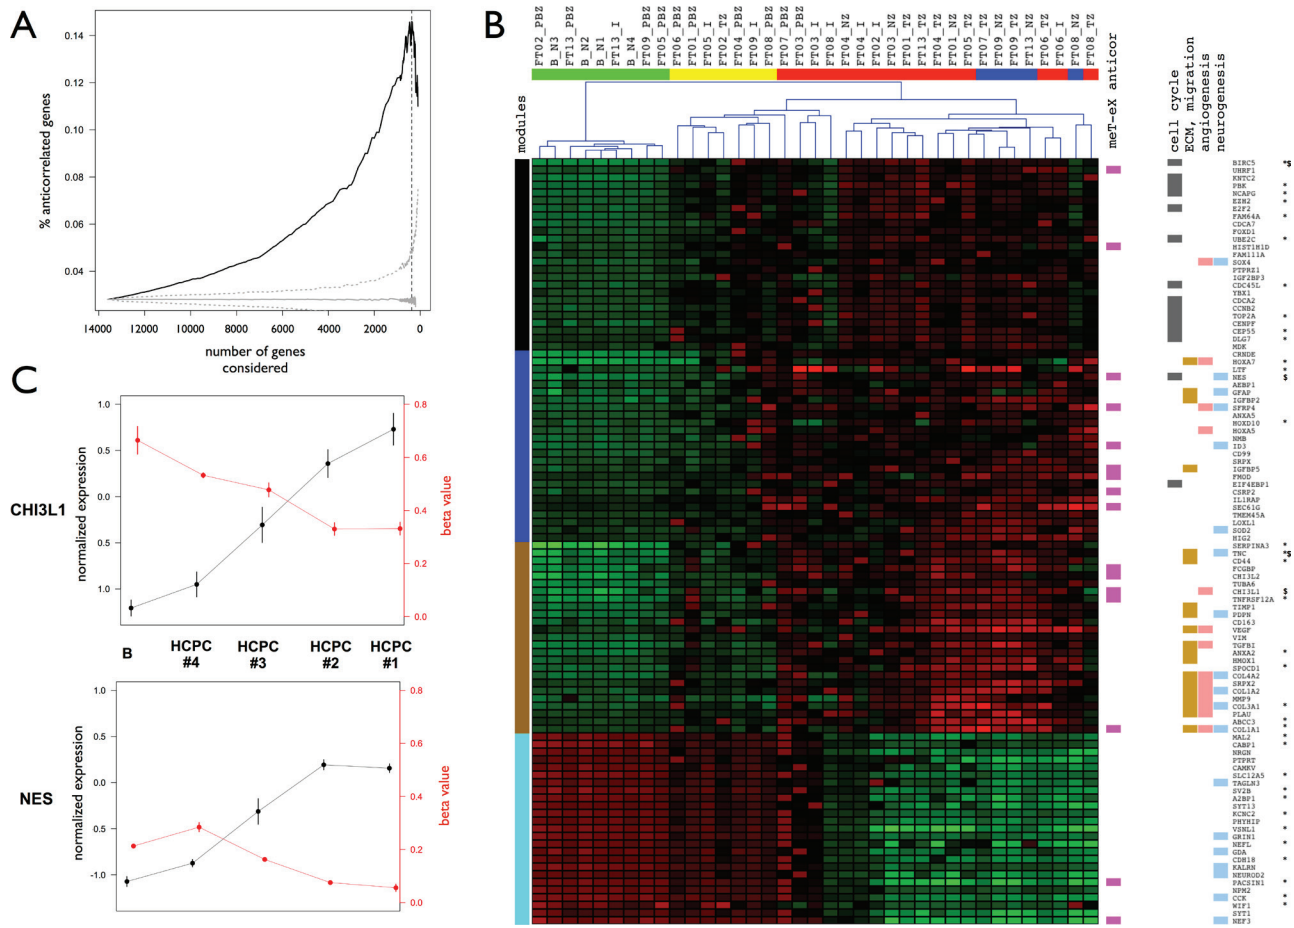 A
% anticorrelated genes
0.14
0.12
0.10
0.08
0.06
0.04
14000 12000 10000 8000 6000 4000 2000 0
number of genes
considered
B
FT02_PBZ
B_N3
FT13_PBZ
B_N2
B_N1
FT13_I
B_N4
FT09_PBZ
FT05_PBZ
FT06_PBZ
FT01_PBZ
FT05_I
FT02_TZ
FT04_PBZ
FT09_I
FT08_PBZ
FT07_PBZ
FT03_PBZ
FT03_I
FT08_I
FT04_NZ
FT04_I
FT02_I
FT03_NZ
FT01_TZ
FT13_TZ
FT04_TZ
FT01_NZ
FT05_TZ
FT07_TZ
FT09_NZ
FT09_TZ
FT13_NZ
FT06_TZ
FT06_I
FT08_NZ
FT08_TZ
modules
meT-eX anticor
cell cycle
ECM, migration
angiogenesis
neurogenesis
BIRC5 *$
UHRF1
KNTC2
PBK *
NCAPG *
EZH2 *
E2F2
FAM64A *
CDCA7
FOXD1
UBE2C *
HIST1H1D
FAM111A
SOX4
PTPRZ1
IGF2BP3
CDC45L *
YBX1
CDCA2
CCNB2
TOP2A *
CENPF
CEP55 *
DLG7 *
MDK
CRNDE
HOXA7 *
LTF *
NES $
AEBP1
GFAP
IGFBP2
SFRP4
ANXA5
HOXD10 *
HOXA5
NMB
ID3
CD99
SRPX
IGFBP5
FMOD
EIF4EBP1
CSRP2
IL1RAP
SEC61G
TMEM45A
LOXL1
SOD2
HIG2
SERPINA3 *
TNC *$
CD44 *
FCGBP
CHI3L2
TUBA6
CHI3L1 $
TNFRSF12A *
TIMP1
PDPN
CD163
VEGF
VIM
TGFBI
ANXA2 *
HMOX1
SPOCD1 *
COL4A2
SRPX2
COL1A2
MMP9
COL3A1 *
PLAU
ABCC3 *
COL1A1 *
MAL2 *
CABP1 *
NRGN
PTPRT
CAMKV
SLC12A5 *
TAGLN3
SV2B *
A2BP1 *
SYT13
KCNC2 *
PHYHIP
VSNL1 *
GRIN1
NEFL *
GDA
CDH18 *
KALRN
NEUROD2
PACSIN1 *
NPM2
CCK *
WIF1 *
SYT1
NEF3
C
CHI3L1
normalized expression
1.0
0.5
0.0
0.5
1.0
beta value
0.8
0.6
0.4
0.2
0.0
B HCPC #4 HCPC #3 HCPC #2 HCPC #1
NES
normalized expression
1.0
0.5
0.0
0.5
-1.0
beta value
0.8
0.6
0.4
0.2
0.0